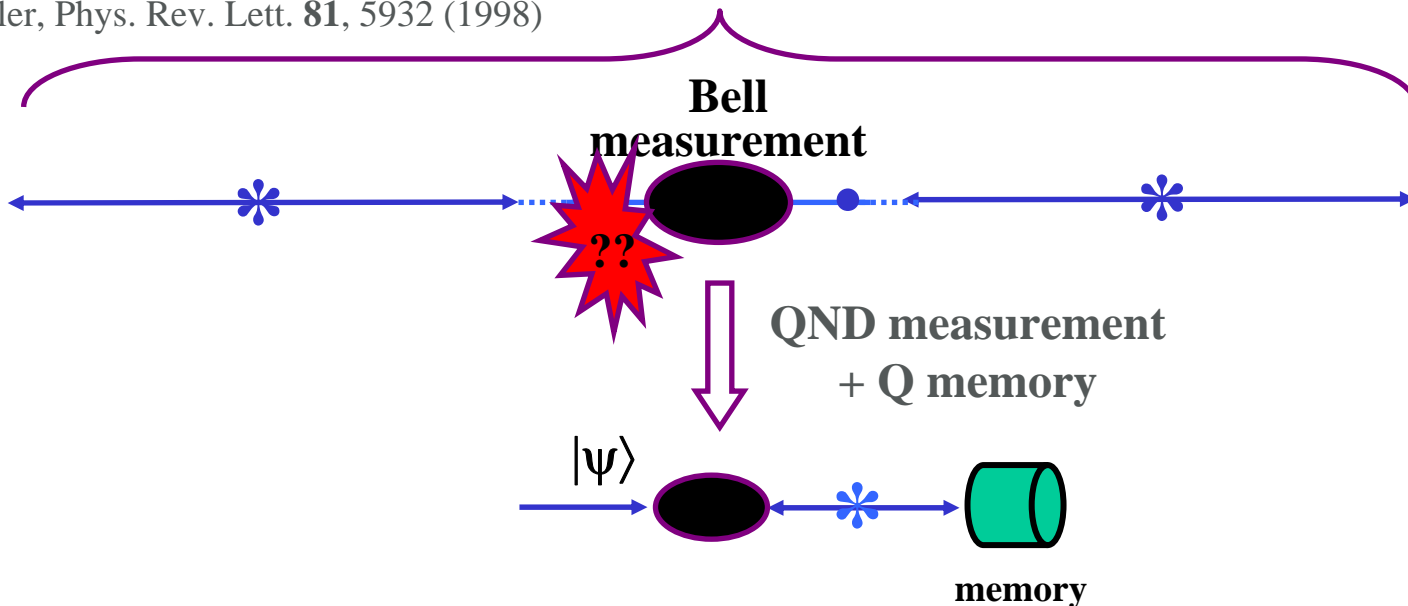 ler, Phys. Rev. Lett. 81, 5932 (1998)
Bell
measurement
??
QND measurement
+ Q memory
|ψ⟩
memory